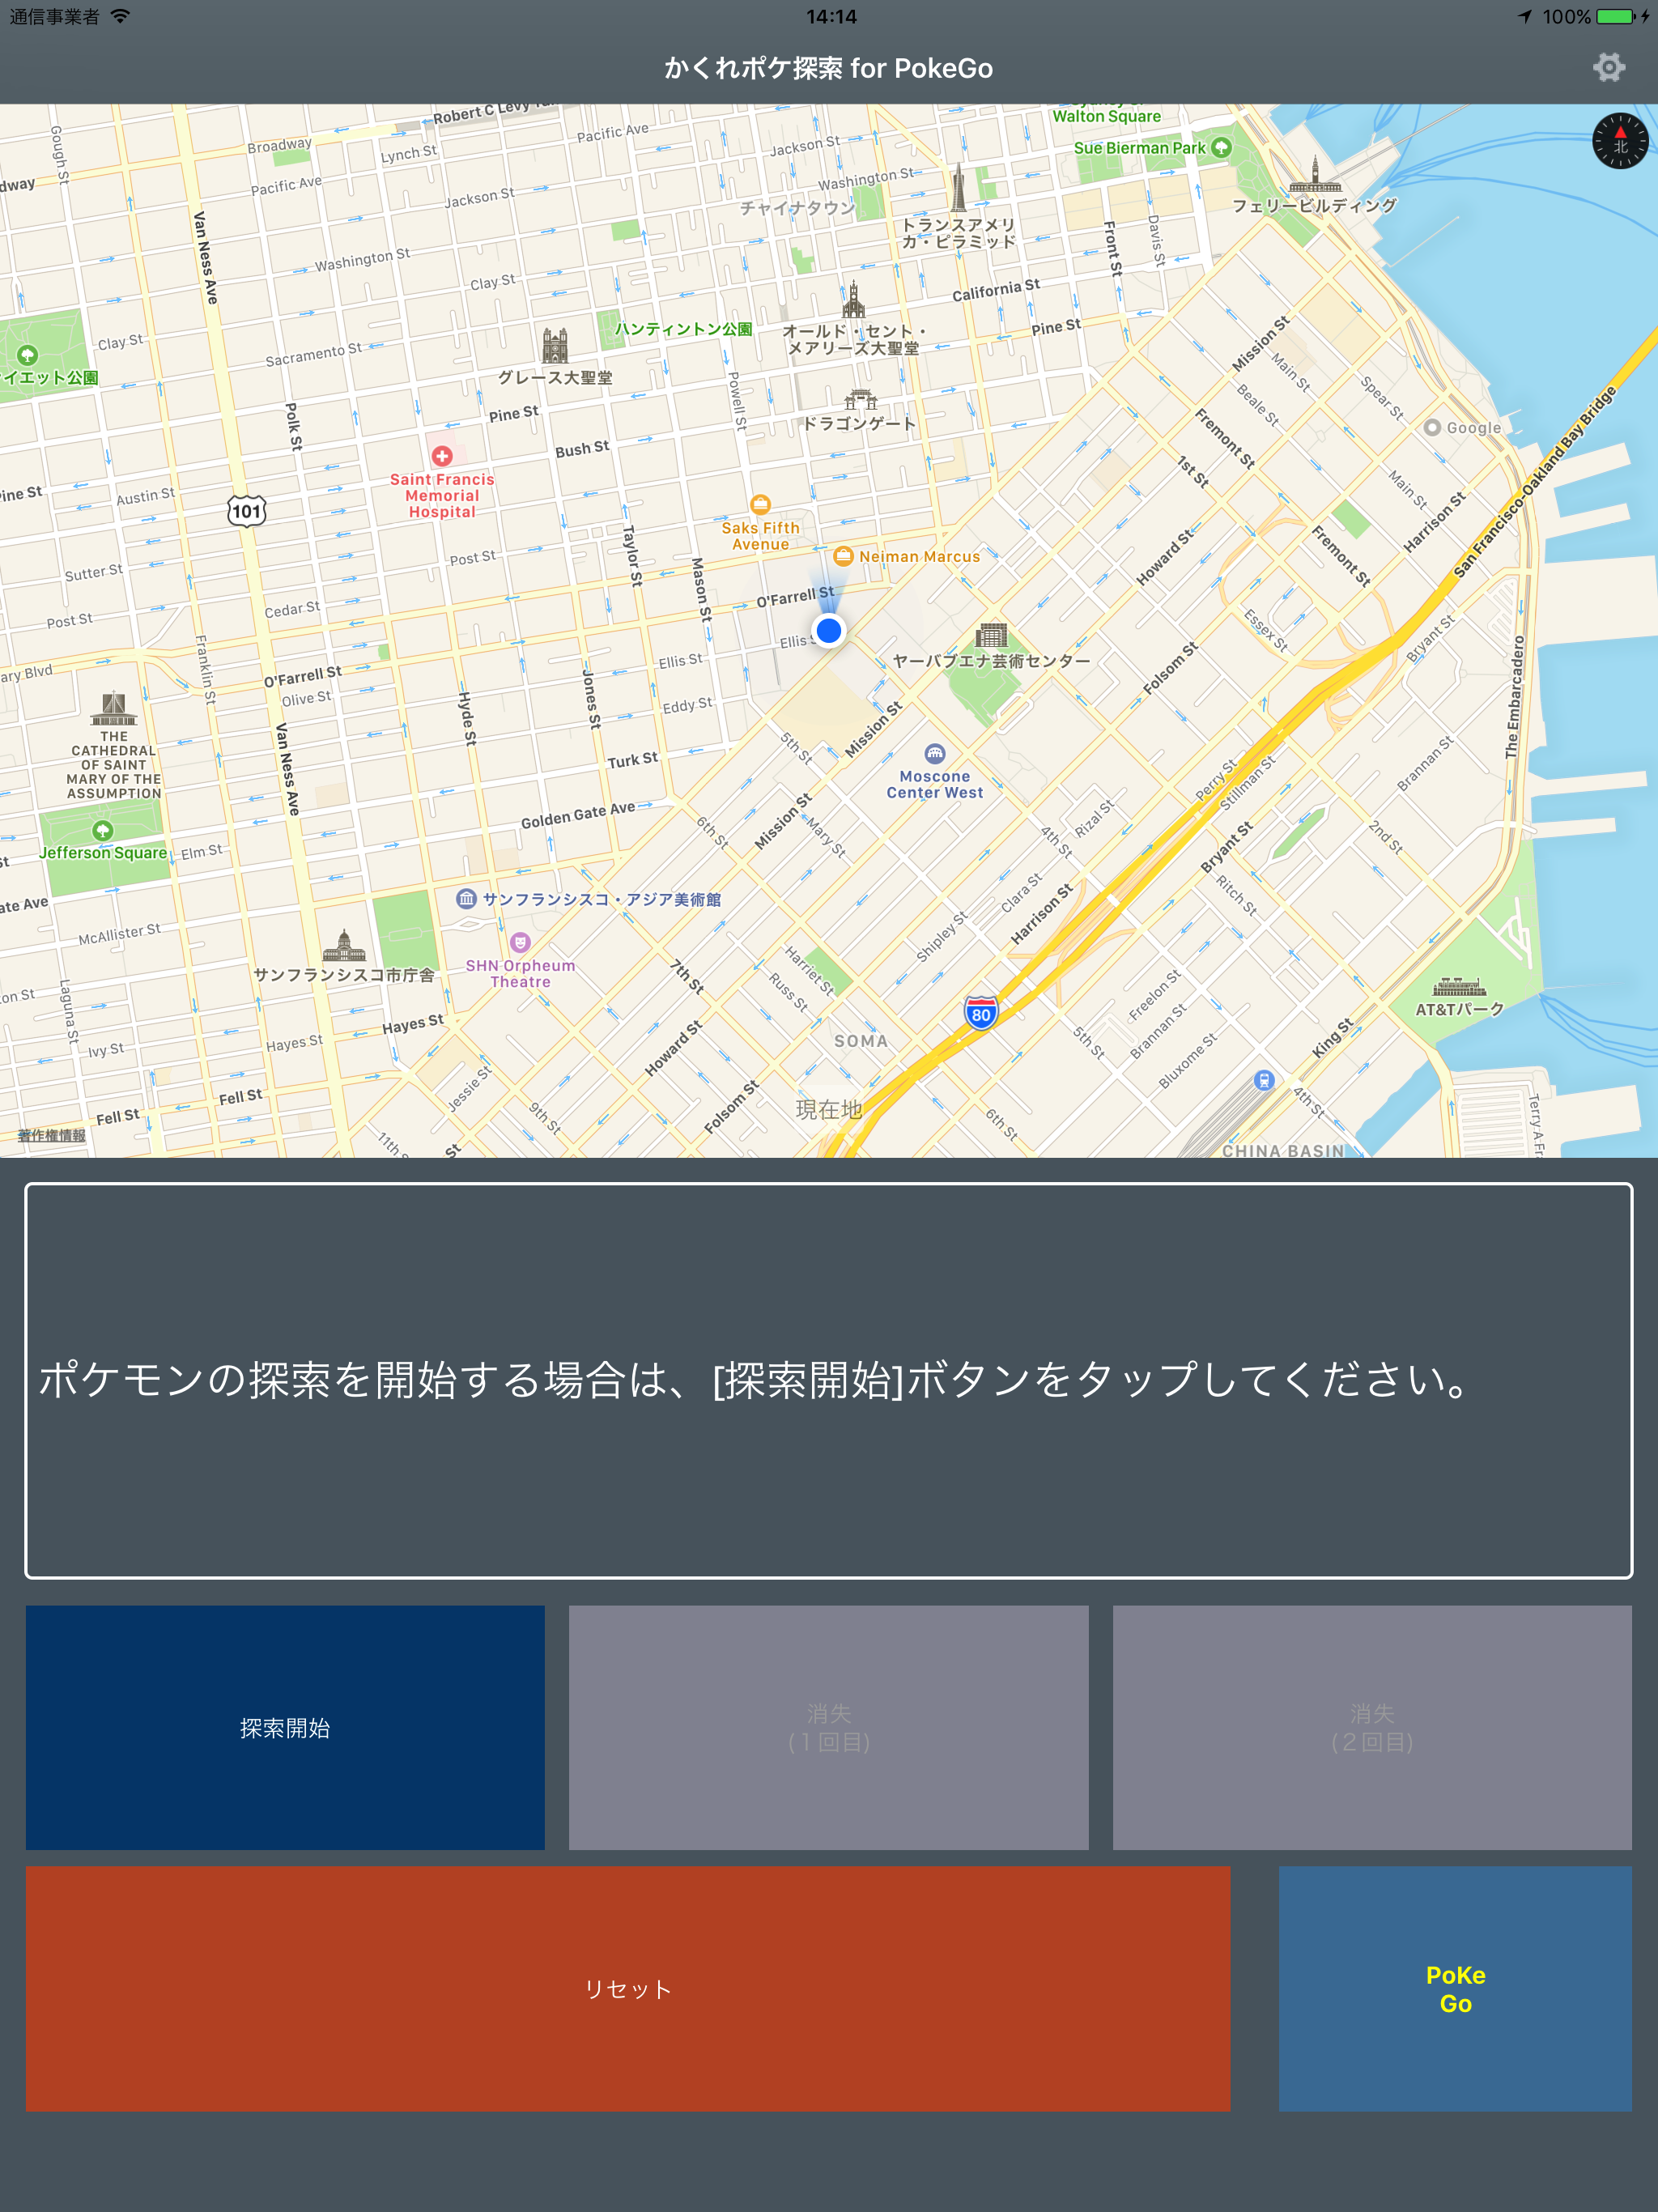 通信事業者
14:14
100%
かくれポケ探索 for PokeGo
Broadway
Lynch St
Pacific Ave
Pacific Ave
Jackson St
Jackson St
Washington St
Washington St
Walton Square
Sue Bierman Park
北
フェリービルディング
チャイナタウン
トランスアメリ
カ・ピラミッド
Gough St
dway
Van Ness Ave
Clay St
Clay St
Sacramento St
California St
Front St
Davis St
Pine St
ハンティントン公園
オールド・セント・
メアリーズ大聖堂
グレース大聖堂
ドラゴンゲート
イエット公園
Polk St
Pine St
Bush St
Powell St
Mission St
Main St
Beale St
Spear St
Google
Fremont St
1st St
Main St
Harrison St
San Francisco-Oakland Bay Bridge
Saint Francis
Memorial
Hospital
ine St
Austin St
101
Saks Fifth
Avenue
Neiman Marcus
Taylor St
Mason St
Post St
Sutter St
Post St
Cedar St
O'Farrell St
Ellis S
Howard St
Fremont St
Essex St
Bryant St
ヤーバブエナ芸術センター
Folsom St
The Embarcadero
ary Blvd
Franklin St
O'Farrell St
Olive St
Ellis St
Eddy St
Jones St
Hyde St
Turk St
Van Ness Ave
THE
CATHEDRAL
OF SAINT
MARY OF THE
ASSUMPTION
5th St
Mission St
Moscone
Center West
Perry St
Stillman St
Brannan St
Golden Gate Ave
Jefferson Square
Elm St
6th St
Mission St
Mary St
4th St
Rizal St
Bryant St
2nd St
ate Ave
McAllister St
サンフランシスコ・アジア美術館
Clara St
Harrison St
Ritch St
Shipley St
サンフランシスコ市庁舎
SHN Orpheum
Theatre
7th St
Harriet St
Russ St
80
Freelon St
Brannan St
AT&Tパーク
on St
Laguna St
Ivy St
Hayes St
Hayes St
Howard St
SOMA
5th St
Bluxome St
King St
Fell St
Fell St
Jessie St
9th St
Folsom St
現在地
6th St
4th St
CHINA BASIN
著作権情報
11th S
St
ポケモンの探索を開始する場合は、[探索開始]ボタンをタップしてください。
探索開始
消失
(１回目)
消失
(２回目)
リセット
PoKe
Go